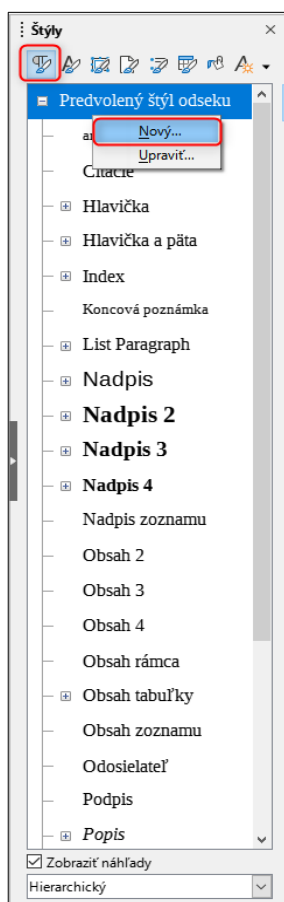 Štýly
Predvolený štýl odseku
Nový...
Upraviť...
Citácie
Hlavička
Hlavička a päta
Index
Koncová poznámka
List Paragraph
Nadpis
Nadpis 2
Nadpis 3
Nadpis 4
Nadpis zoznamu
Obsah 2
Obsah 3
Obsah 4
Obsah rámca
Obsah tabuľky
Obsah zoznamu
Odosielateľ
Podpis
Popis
Zobraziť náhľady
Hierarchický